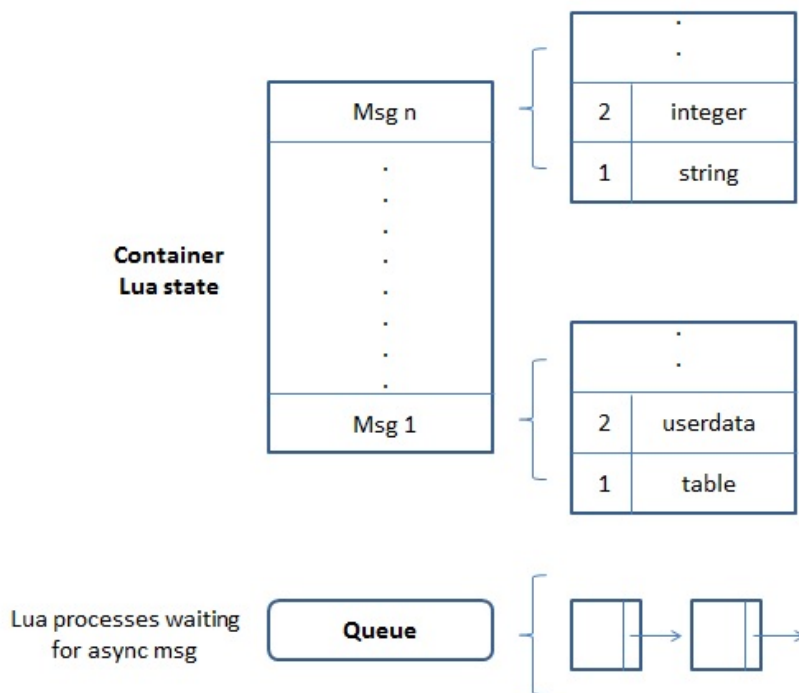 Msg n
2 integer
1 string
Container
Lua state
Msg 1
2 userdata
1 table
Lua processes waiting
for async msg
Queue